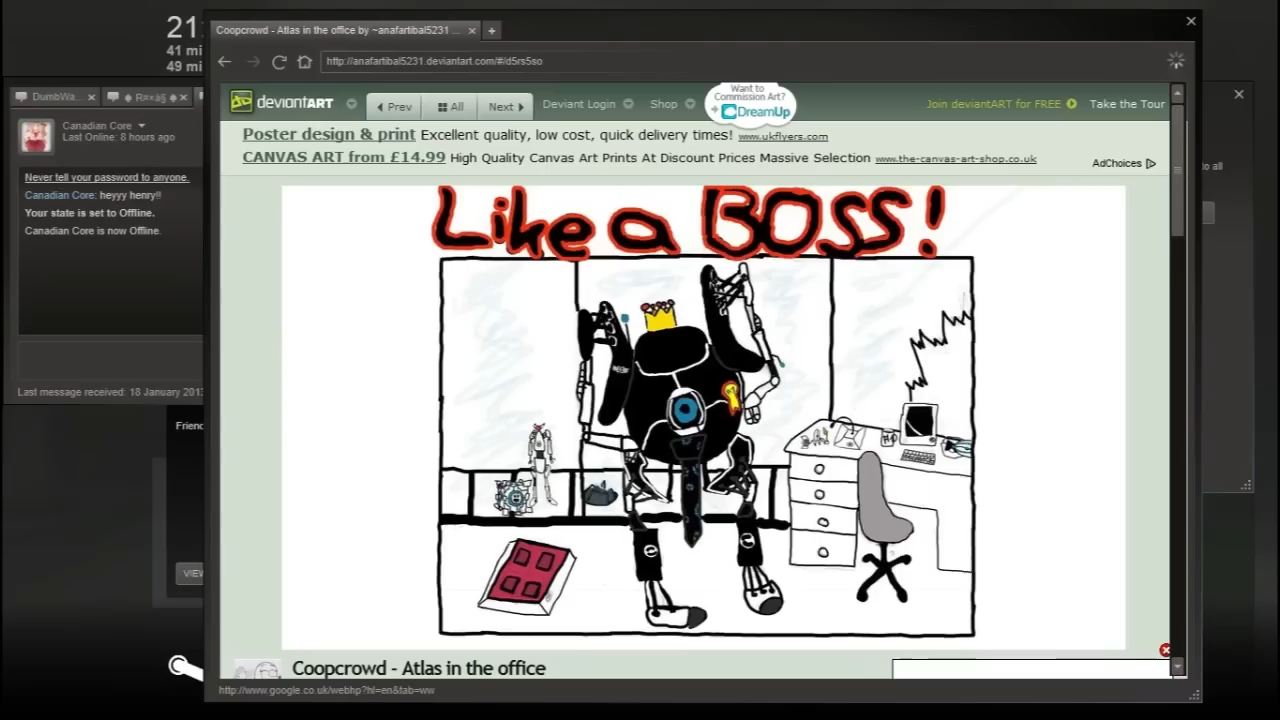 21
41 mi
49 mi
Coopcrowd - Atlas in the office by ~anafartibal5231 ...
http://anafartibal5231.deviantart.com/#/d5rs5so
DumbWa...
Canadian Core
Last Online: 8 hours ago
Never tell your password to anyone.
Canadian Core: heyyy henry!!
Your state is set to Offline.
Canadian Core is now Offline.
Last message received: 18 January 2013
Friend
VIEW
deviantART
Prev
All
Next
Deviant Login
Shop
Want to
Commission Art?
DreamUp
Join deviantART for FREE
Take the Tour
Poster design & print Excellent quality, low cost, quick delivery times! www.ukflyers.com
CANVAS ART from £14.99 High Quality Canvas Art Prints At Discount Prices Massive Selection www.the-canvas-art-shop.co.uk
AdChoices
to all
Like a BOSS!
Coopcrowd - Atlas in the office
http://www.google.co.uk/webhp?hl=en&tab=ww